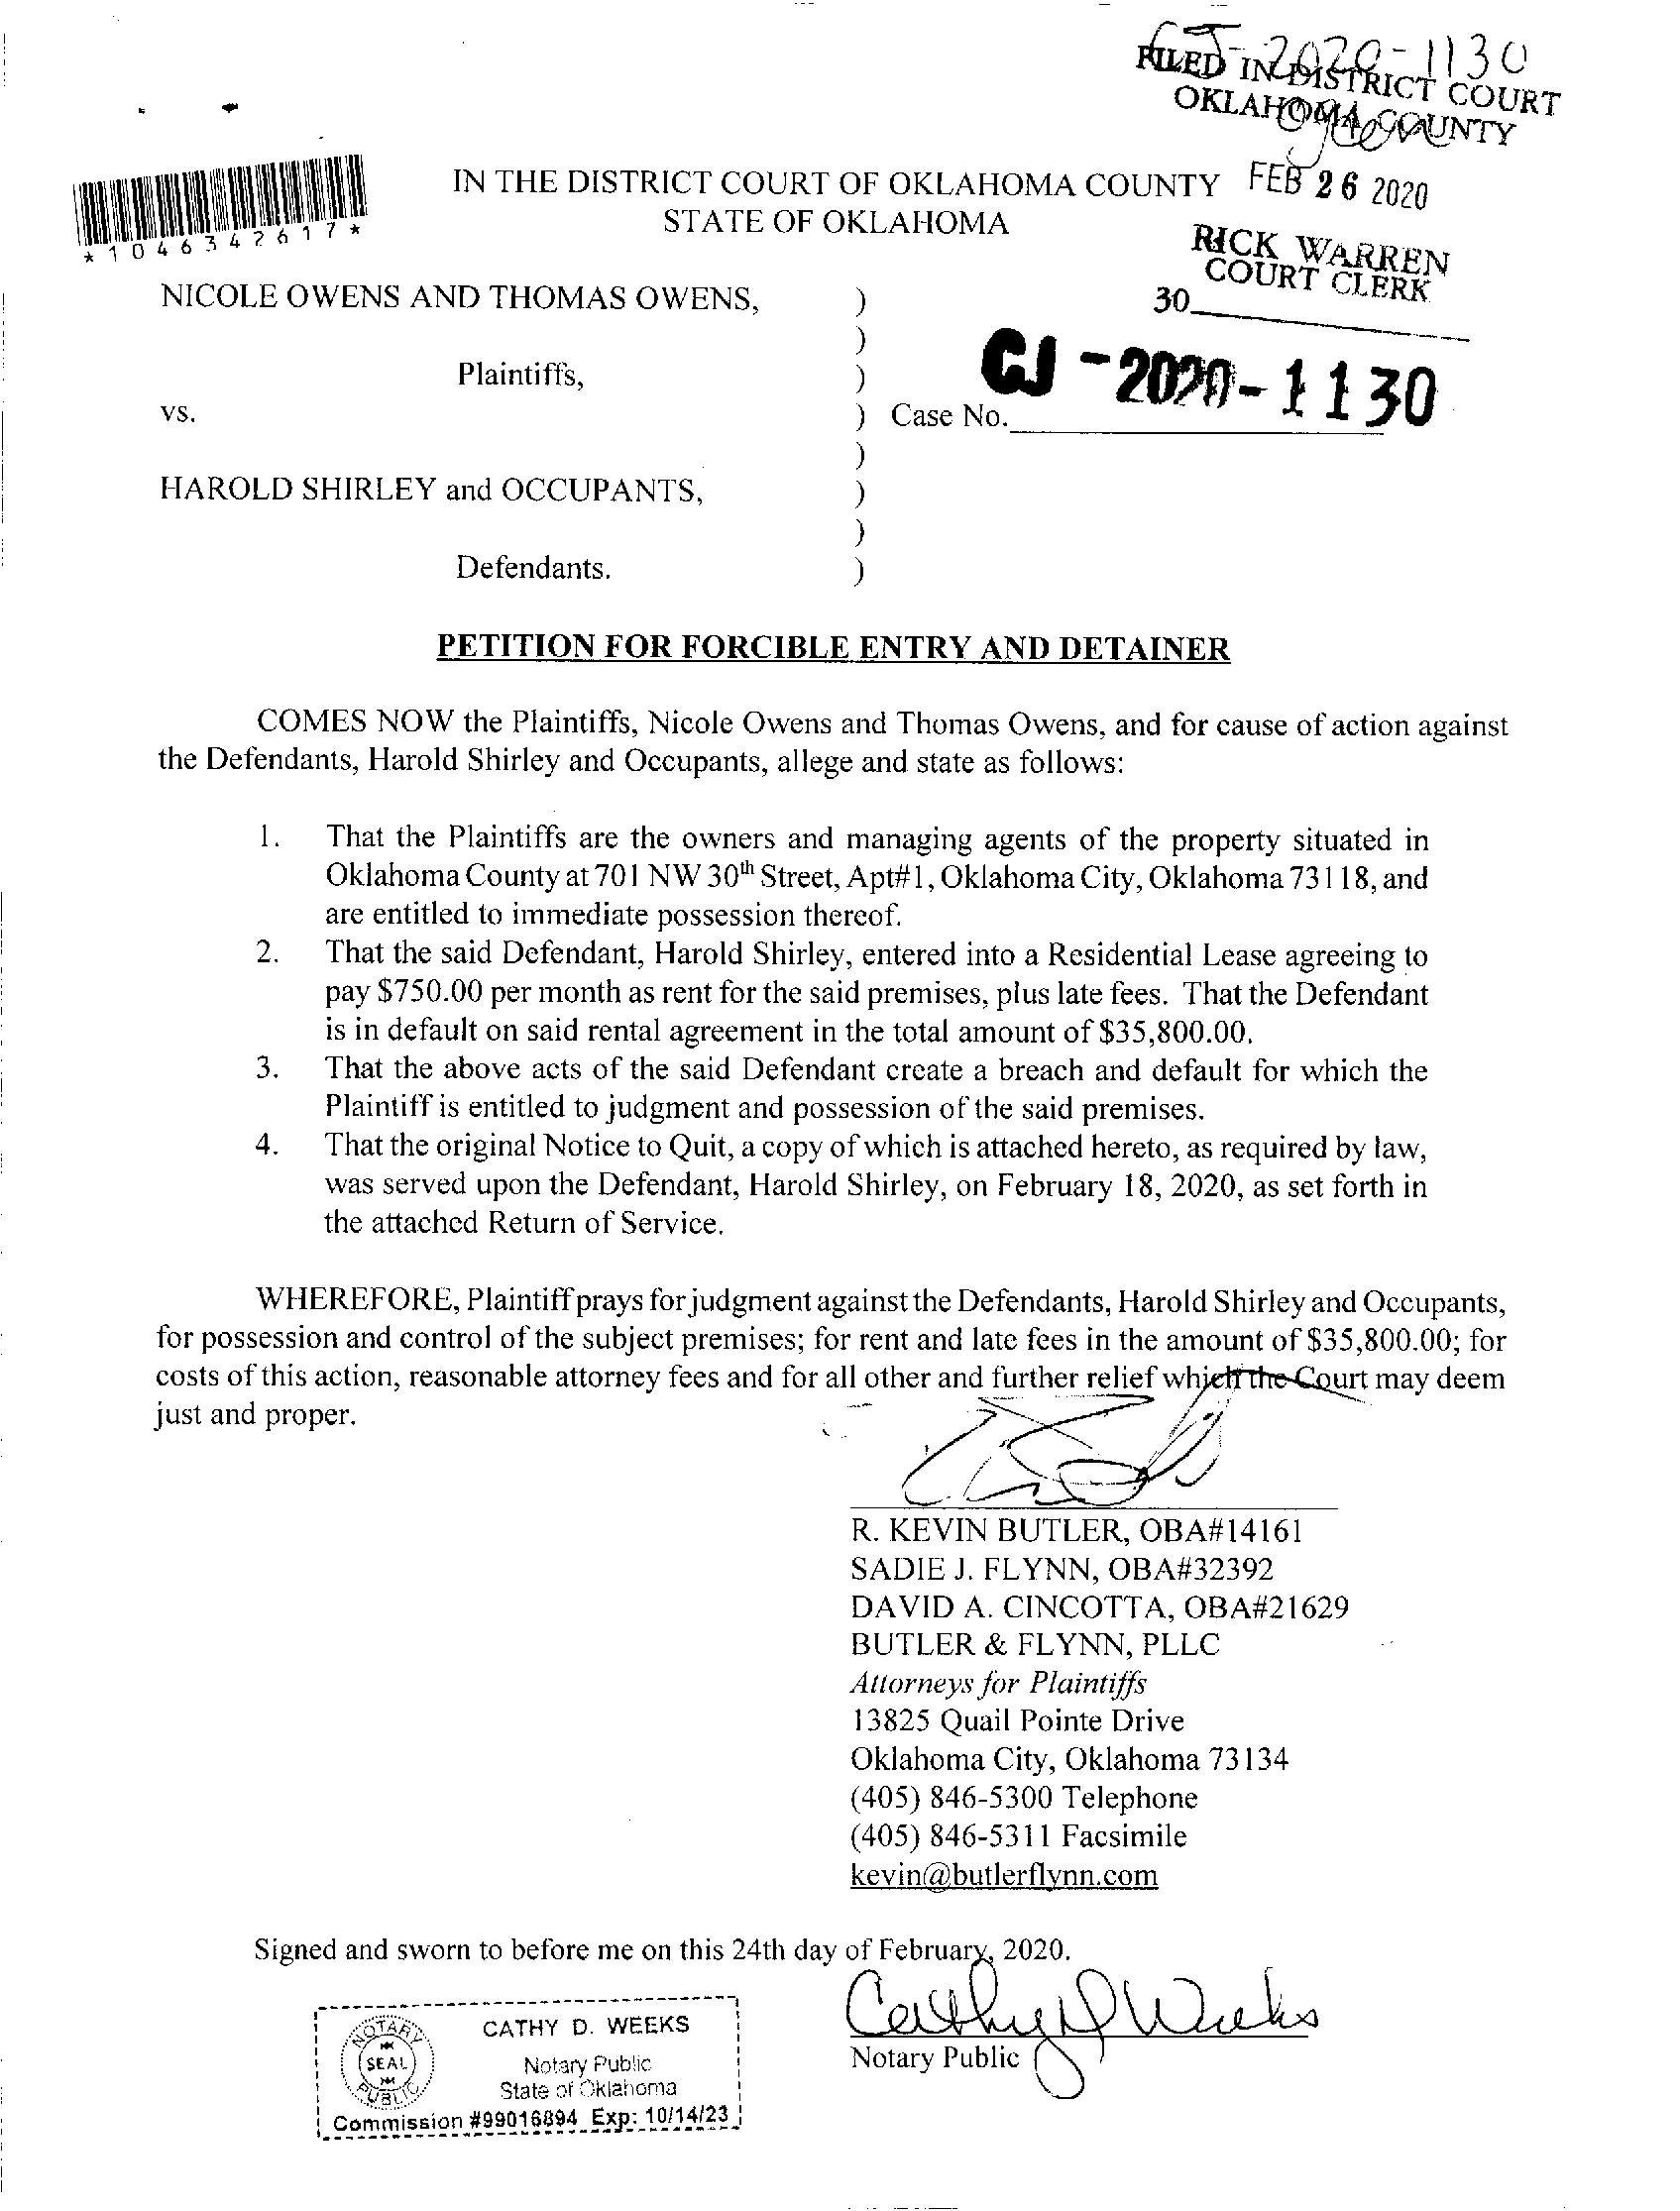 CJ-2020-1130
FILED IN DISTRICT COURT
OKLAHOMA COUNTY
FEB 26 2020
RICK WARREN
COURT CLERK
30
*1046342617*
IN THE DISTRICT COURT OF OKLAHOMA COUNTY
STATE OF OKLAHOMA
NICOLE OWENS AND THOMAS OWENS, )
)
Plaintiffs, )
vs. ) Case No. CJ-2020-1130
)
HAROLD SHIRLEY and OCCUPANTS, )
)
Defendants. )
PETITION FOR FORCIBLE ENTRY AND DETAINER
COMES NOW the Plaintiffs, Nicole Owens and Thomas Owens, and for cause of action against
the Defendants, Harold Shirley and Occupants, allege and state as follows:
1. That the Plaintiffs are the owners and managing agents of the property situated in
Oklahoma County at 701 NW 30th Street, Apt#1, Oklahoma City, Oklahoma 73118, and
are entitled to immediate possession thereof.
2. That the said Defendant, Harold Shirley, entered into a Residential Lease agreeing to
pay $750.00 per month as rent for the said premises, plus late fees. That the Defendant
is in default on said rental agreement in the total amount of $35,800.00.
3. That the above acts of the said Defendant create a breach and default for which the
Plaintiff is entitled to judgment and possession of the said premises.
4. That the original Notice to Quit, a copy of which is attached hereto, as required by law,
was served upon the Defendant, Harold Shirley, on February 18, 2020, as set forth in
the attached Return of Service.
WHEREFORE, Plaintiff prays for judgment against the Defendants, Harold Shirley and Occupants,
for possession and control of the subject premises; for rent and late fees in the amount of $35,800.00; for
costs of this action, reasonable attorney fees and for all other and further relief which the Court may deem
just and proper.
R. KEVIN BUTLER, OBA#14161
SADIE J. FLYNN, OBA#32392
DAVID A. CINCOTTA, OBA#21629
BUTLER & FLYNN, PLLC
Attorneys for Plaintiffs
13825 Quail Pointe Drive
Oklahoma City, Oklahoma 73134
(405) 846-5300 Telephone
(405) 846-5311 Facsimile
kevin@butlerflynn.com
Signed and sworn to before me on this 24th day of February, 2020.
Cathy D Weeks
Notary Public
NOTARY
SEAL
PUBLIC
CATHY D. WEEKS
Notary Public
State of Oklahoma
Commission #99016894 Exp: 10/14/23